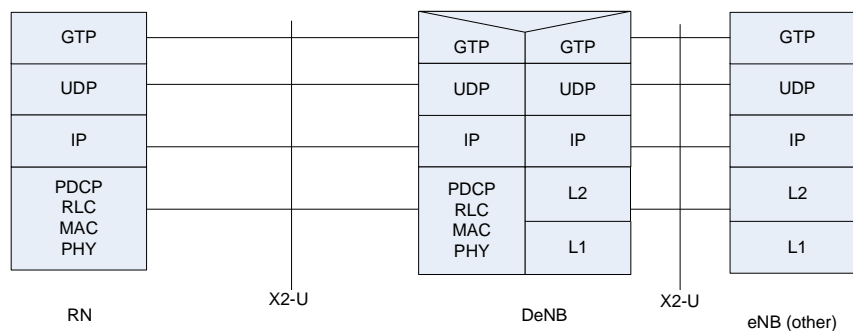 GTP
GTP
GTP
GTP
UDP
UDP
UDP
UDP
IP
IP
IP
IP
PDCP
RLC
MAC
PHY
PDCP
RLC
MAC
PHY
L2
L1
L2
L1
X2-U
X2-U
RN
DeNB
eNB (other)